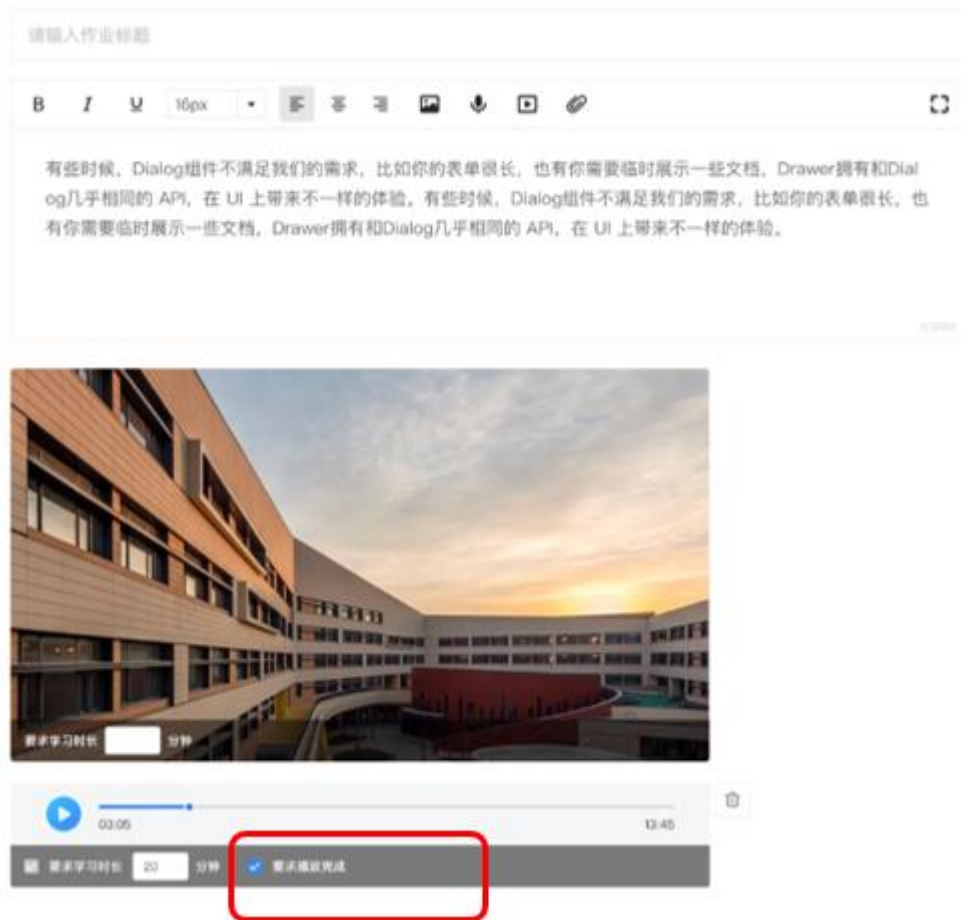 请输入作业标题
B I U 16px
有些时候，Dialog组件不满足我们的需求，比如你的表单很长，也有你需要临时展示一些文档，Drawer拥有和Dial
og几乎相同的 API，在 UI 上带来不一样的体验。有些时候，Dialog组件不满足我们的需求，比如你的表单很长，也
有你需要临时展示一些文档，Drawer拥有和Dialog几乎相同的 API，在 UI 上带来不一样的体验。
要求学习时长 分钟
03:05 13:45
要求学习时长 20 分钟 要求播放完成